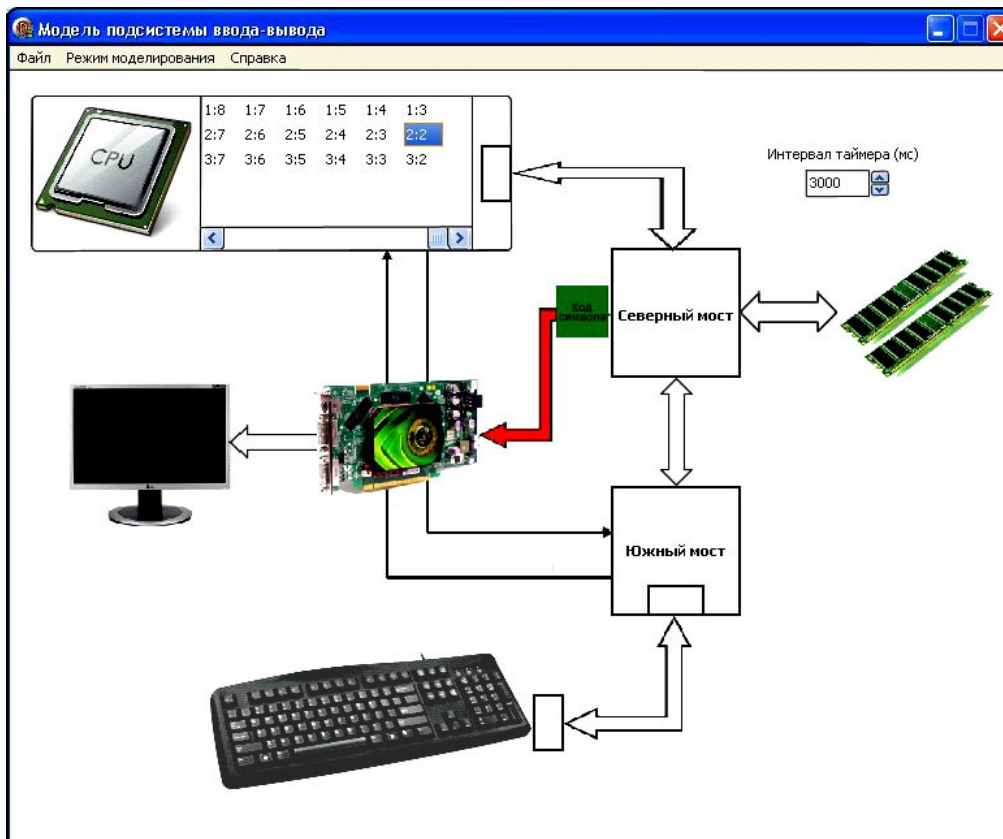 Модель подсистемы ввода-вывода
Файл Режим моделирования Справка
1:8 1:7 1:6 1:5 1:4 1:3
2:7 2:6 2:5 2:4 2:3 2:2
3:7 3:6 3:5 3:4 3:3 3:2
CPU
Интервал таймера (мс)
3000
Код
символа
Северный мост
Южный мост